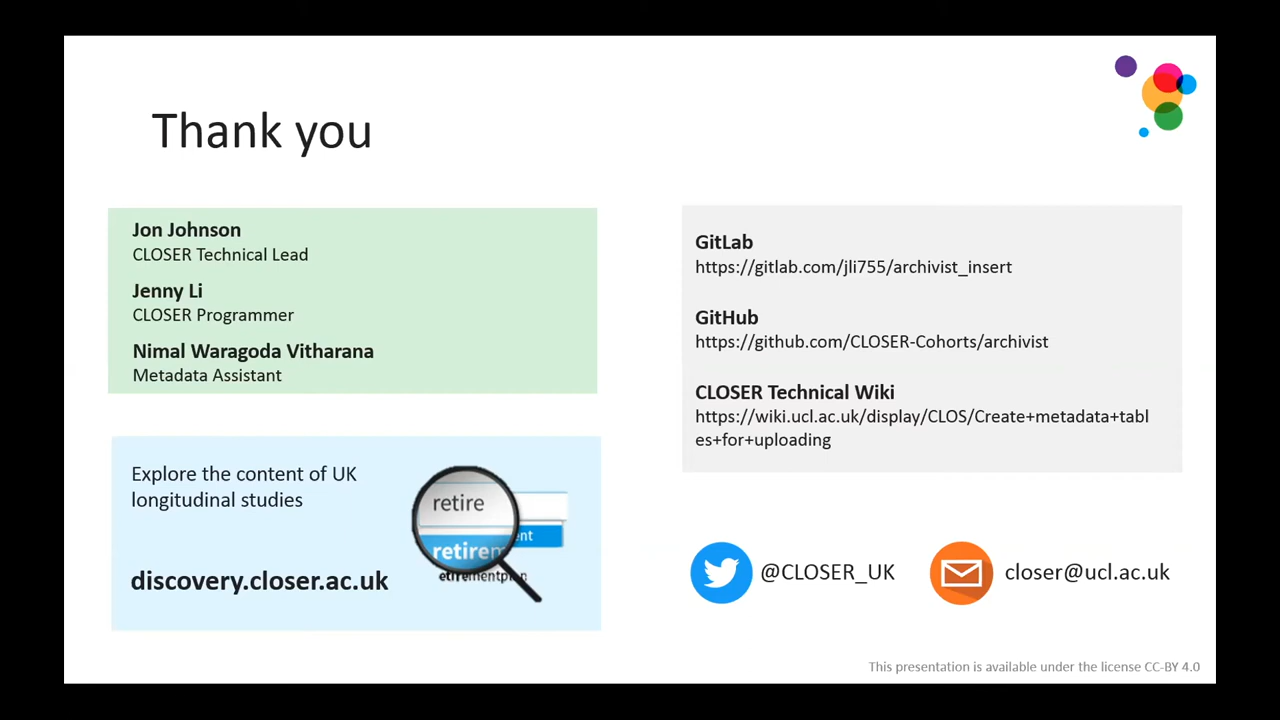 Thank you
Jon Johnson
CLOSER Technical Lead
Jenny Li
CLOSER Programmer
Nimal Waragoda Vitharana
Metadata Assistant
GitLab
https://gitlab.com/jli755/archivist_insert
GitHub
https://github.com/CLOSER-Cohorts/archivist
CLOSER Technical Wiki
https://wiki.ucl.ac.uk/display/CLOS/Create+metadata+tabl
es+for+uploading
Explore the content of UK
longitudinal studies
discovery.closer.ac.uk
retire
retirem
ent
@CLOSER_UK
closer@ucl.ac.uk
This presentation is available under the license CC-BY 4.0